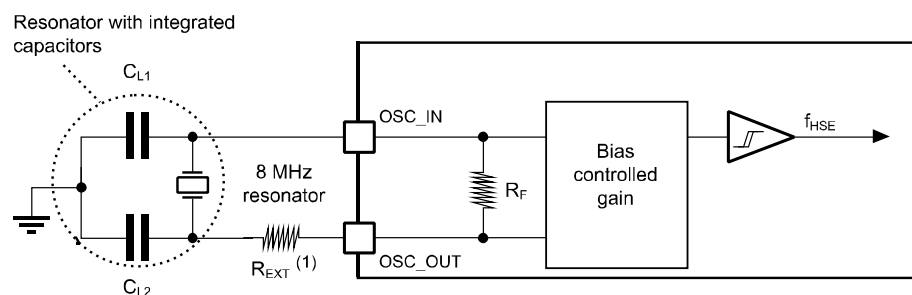 Resonator with integrated
capacitors
CL1
OSC_IN
fHSE
8 MHz
resonator
RF
Bias
controlled
gain
REXT (1)
OSC_OUT
CL2